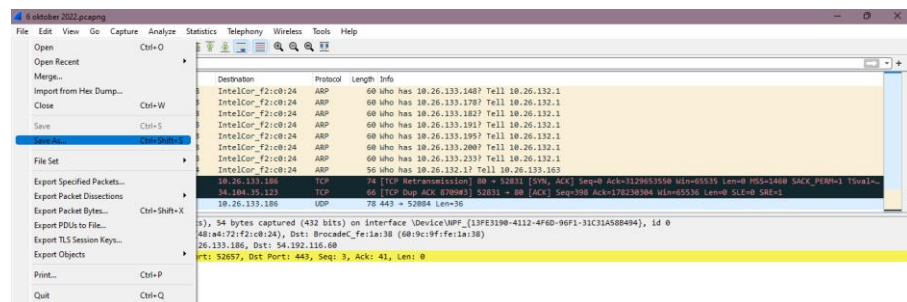 6 oktober 2022.pcapng
File Edit View Go Capture Analyze Statistics Telephony Wireless Tools Help
Open Ctrl+O
Open Recent
Merge...
Import from Hex Dump...
Close Ctrl+W
Save Ctrl+S
Save As... Ctrl+Shift+S
File Set
Export Specified Packets...
Export Packet Dissections
Export Packet Bytes... Ctrl+Shift+X
Export PDUs to File...
Export TLS Session Keys...
Export Objects
Print... Ctrl+P
Quit Ctrl+Q
Destination Protocol Length Info
IntelCor_f2:c0:24 ARP 60 Who has 10.26.133.148? Tell 10.26.132.1
IntelCor_f2:c0:24 ARP 60 Who has 10.26.133.178? Tell 10.26.132.1
IntelCor_f2:c0:24 ARP 60 Who has 10.26.133.182? Tell 10.26.132.1
IntelCor_f2:c0:24 ARP 60 Who has 10.26.133.191? Tell 10.26.132.1
IntelCor_f2:c0:24 ARP 60 Who has 10.26.133.195? Tell 10.26.132.1
IntelCor_f2:c0:24 ARP 60 Who has 10.26.133.200? Tell 10.26.132.1
IntelCor_f2:c0:24 ARP 60 Who has 10.26.133.233? Tell 10.26.132.1
IntelCor_f2:c0:24 ARP 56 Who has 10.26.132.1? Tell 10.26.133.163
10.26.133.186 TCP 74 [TCP Retransmission] 80 → 52831 [SYN, ACK] Seq=0 Ack=3129653550 Win=65535 Len=0 MSS=1460 SACK_PERM=1 TSval=…
34.104.35.123 TCP 66 [TCP Dup ACK 8709#3] 52831 → 80 [ACK] Seq=398 Ack=178230304 Win=65536 Len=0 SLE=0 SRE=1
10.26.133.186 UDP 78 443 → 52084 Len=36
ts), 54 bytes captured (432 bits) on interface \Device\NPF_{13FE3190-4112-4F6D-96F1-31C31A58B494}, id 0
48:a4:72:f2:c0:24), Dst: BrocadeC_fe:1a:38 (60:9c:9f:fe:1a:38)
26.133.186, Dst: 54.192.116.60
rt: 52657, Dst Port: 443, Seq: 3, Ack: 41, Len: 0